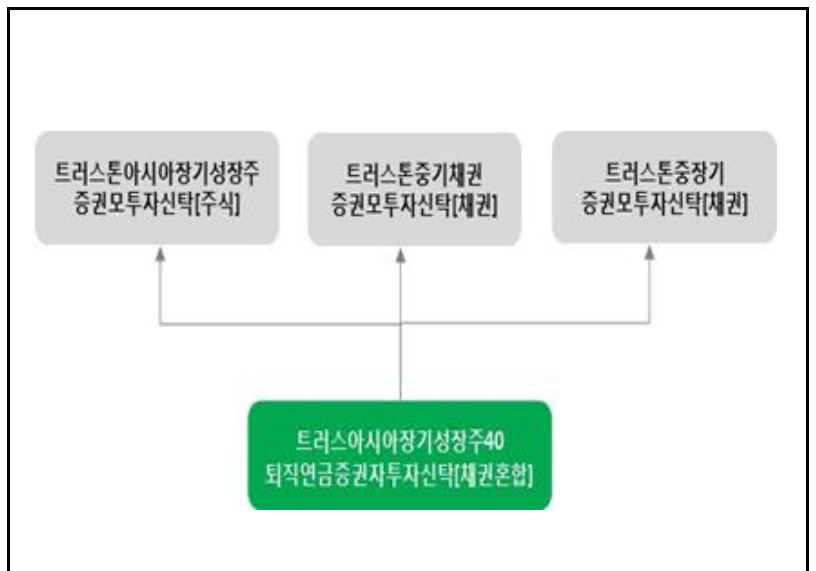 트러스톤아시아장기성장주
증권모투자신탁[주식]
트러스톤중기채권
증권모투자신탁[채권]
트러스톤중장기
증권모투자신탁[채권]
트러스아시아장기성장주40
퇴직연금증권자투자신탁[채권혼합]